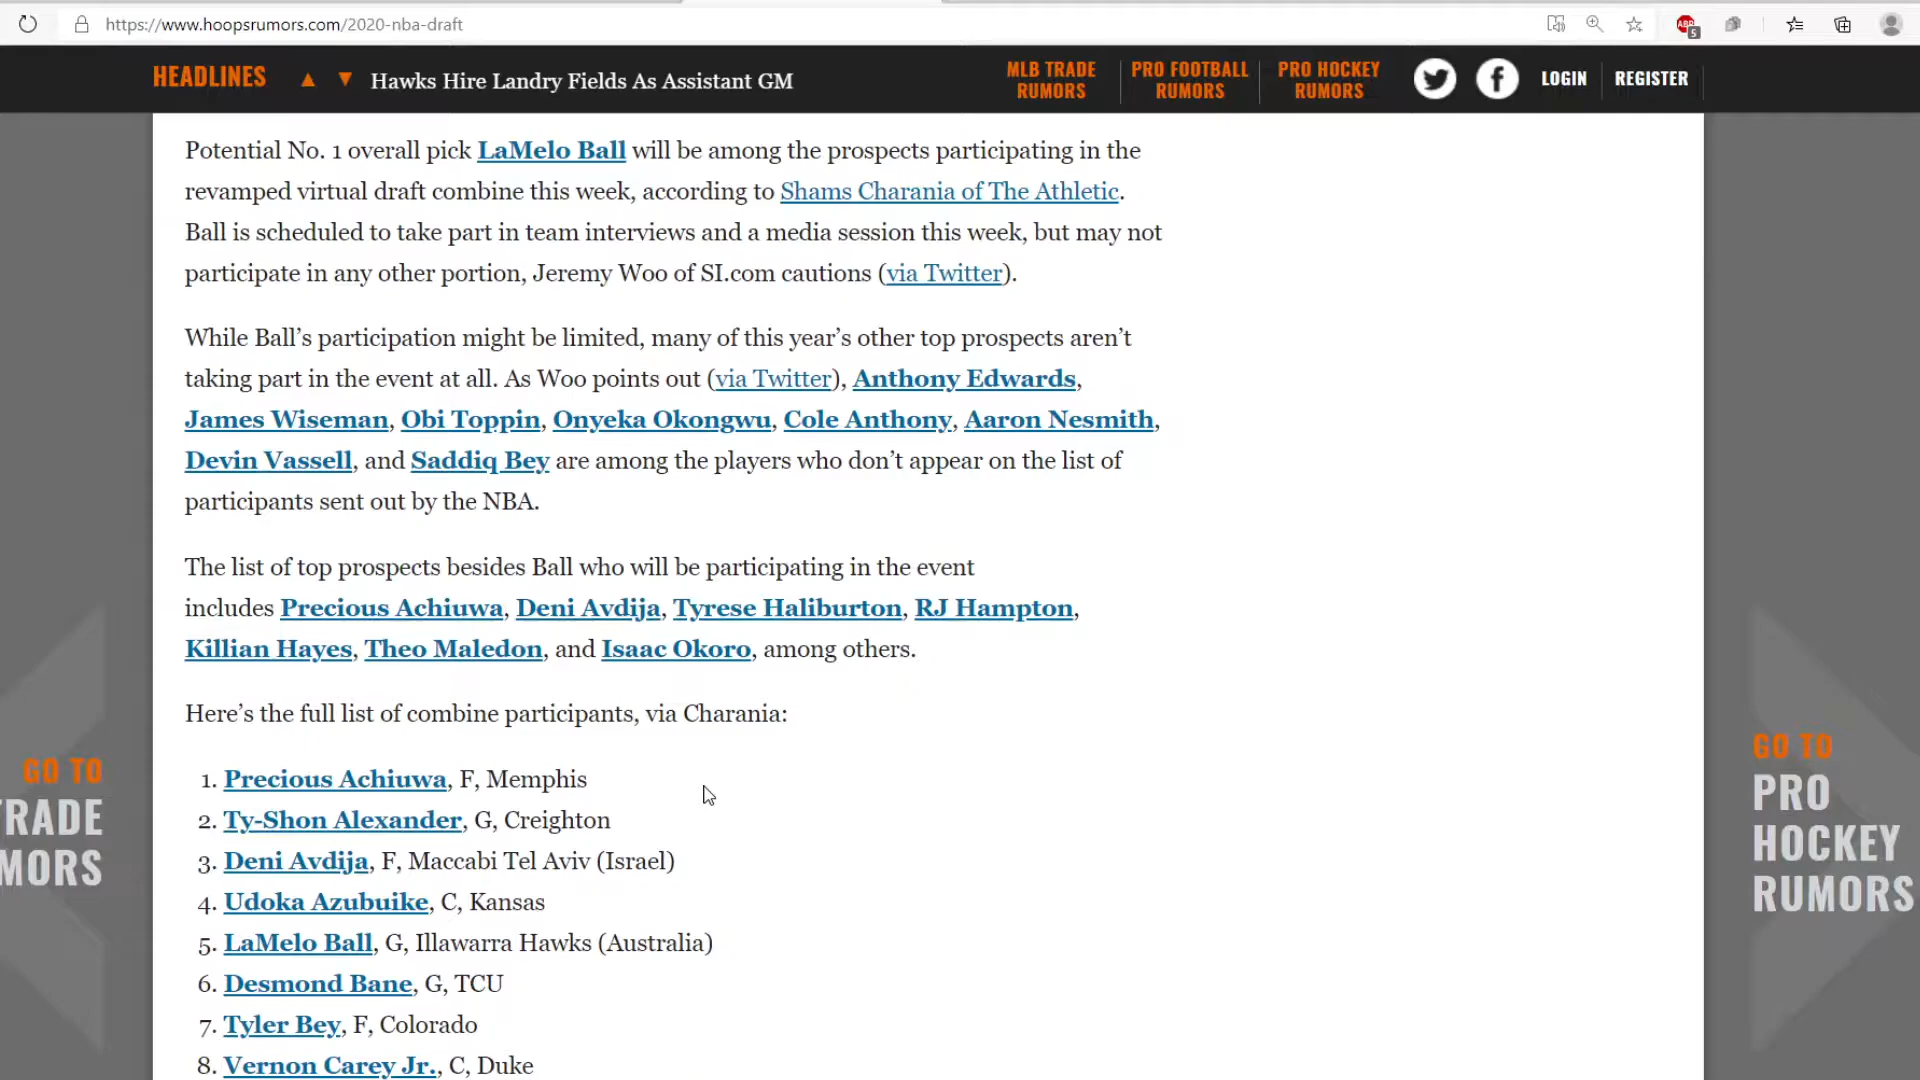 https://www.hoopsrumors.com/2020-nba-draft
ABP
5
HEADLINES ▲ ▼ Hawks Hire Landry Fields As Assistant GM
MLB TRADE
RUMORS
PRO FOOTBALL
RUMORS
PRO HOCKEY
RUMORS
LOGIN
REGISTER
Potential No. 1 overall pick LaMelo Ball will be among the prospects participating in the
revamped virtual draft combine this week, according to Shams Charania of The Athletic.
Ball is scheduled to take part in team interviews and a media session this week, but may not
participate in any other portion, Jeremy Woo of SI.com cautions (via Twitter).
While Ball’s participation might be limited, many of this year’s other top prospects aren’t
taking part in the event at all. As Woo points out (via Twitter), Anthony Edwards,
James Wiseman, Obi Toppin, Onyeka Okongwu, Cole Anthony, Aaron Nesmith,
Devin Vassell, and Saddiq Bey are among the players who don’t appear on the list of
participants sent out by the NBA.
The list of top prospects besides Ball who will be participating in the event
includes Precious Achiuwa, Deni Avdija, Tyrese Haliburton, RJ Hampton,
Killian Hayes, Theo Maledon, and Isaac Okoro, among others.
Here’s the full list of combine participants, via Charania:
1. Precious Achiuwa, F, Memphis
2. Ty-Shon Alexander, G, Creighton
3. Deni Avdija, F, Maccabi Tel Aviv (Israel)
4. Udoka Azubuike, C, Kansas
5. LaMelo Ball, G, Illawarra Hawks (Australia)
6. Desmond Bane, G, TCU
7. Tyler Bey, F, Colorado
8. Vernon Carey Jr., C, Duke
GO TO
TRADE
MORS
GO TO
PRO
HOCKEY
RUMORS